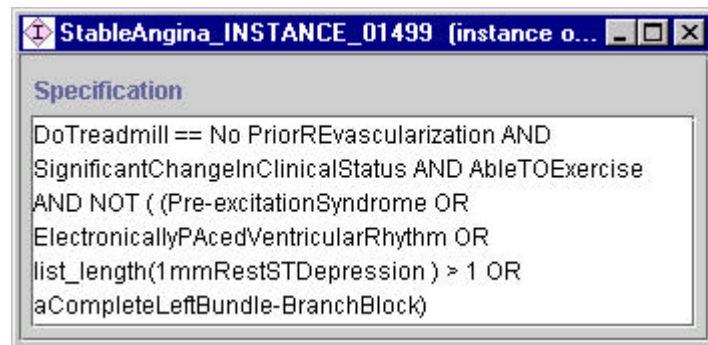 StableAngina_INSTANCE_01499 (instance o...
Specification
DoTreadmill == No PriorREvascularization AND
SignificantChangeInClinicalStatus AND AbleTOExercise
AND NOT ( (Pre-excitationSyndrome OR
ElectronicallyPAcedVentricularRhythm OR
list_length(1mmRestSTDepression ) > 1 OR
aCompleteLeftBundle-BranchBlock)